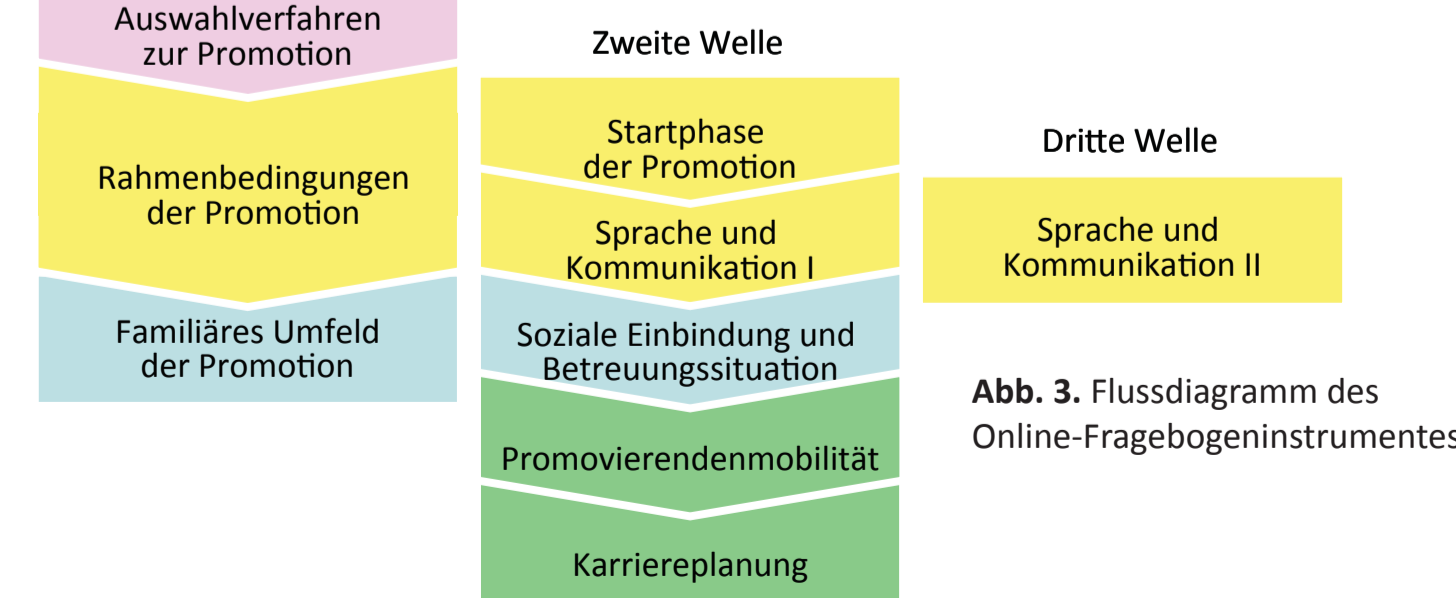 Auswahlverfahren
zur Promotion
Rahmenbedingungen
der Promotion
Familiäres Umfeld
der Promotion
Zweite Welle
Startphase
der Promotion
Sprache und
Kommunikation I
Soziale Einbindung und
Betreuungssituation
Promovierendenmobilität
Karriereplanung
Dritte Welle
Sprache und
Kommunikation II
Abb. 3. Flussdiagramm des
Online-Fragebogeninstrumentes